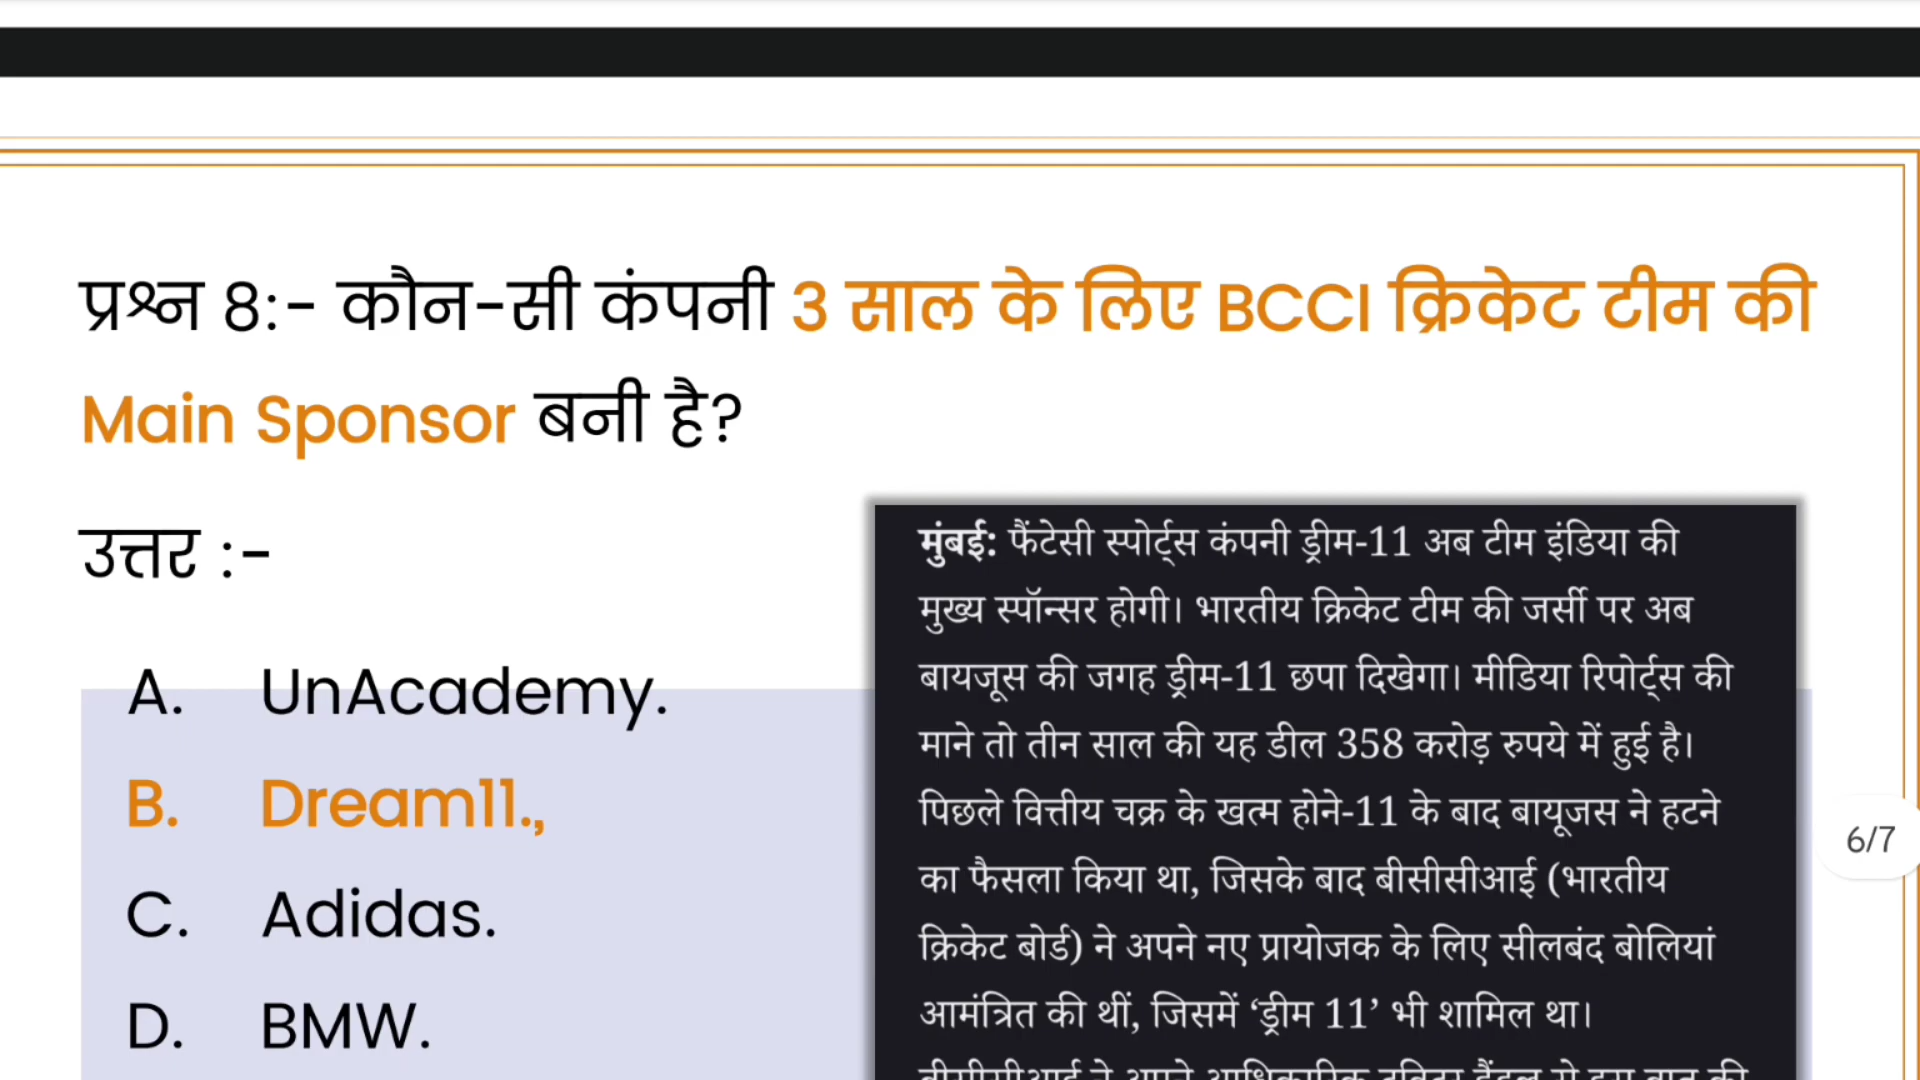 प्रश्न 8:- कौन-सी कंपनी 3 साल के लिए BCCI क्रिकेट टीम की
Main Sponsor बनी है?
उत्तर :-
A. UnAcademy.
B. Dream11.,
C. Adidas.
D. BMW.
मुंबई: फैंटेसी स्पोर्ट्स कंपनी ड्रीम-11 अब टीम इंडिया की
मुख्य स्पॉन्सर होगी। भारतीय क्रिकेट टीम की जर्सी पर अब
बायजूस की जगह ड्रीम-11 छपा दिखेगा। मीडिया रिपोर्ट्स की
माने तो तीन साल की यह डील 358 करोड़ रुपये में हुई है।
पिछले वित्तीय चक्र के खत्म होने-11 के बाद बायूजस ने हटने
का फैसला किया था, जिसके बाद बीसीसीआई (भारतीय
क्रिकेट बोर्ड) ने अपने नए प्रायोजक के लिए सीलबंद बोलियां
आमंत्रित की थीं, जिसमें ‘ड्रीम 11’ भी शामिल था।
6/7